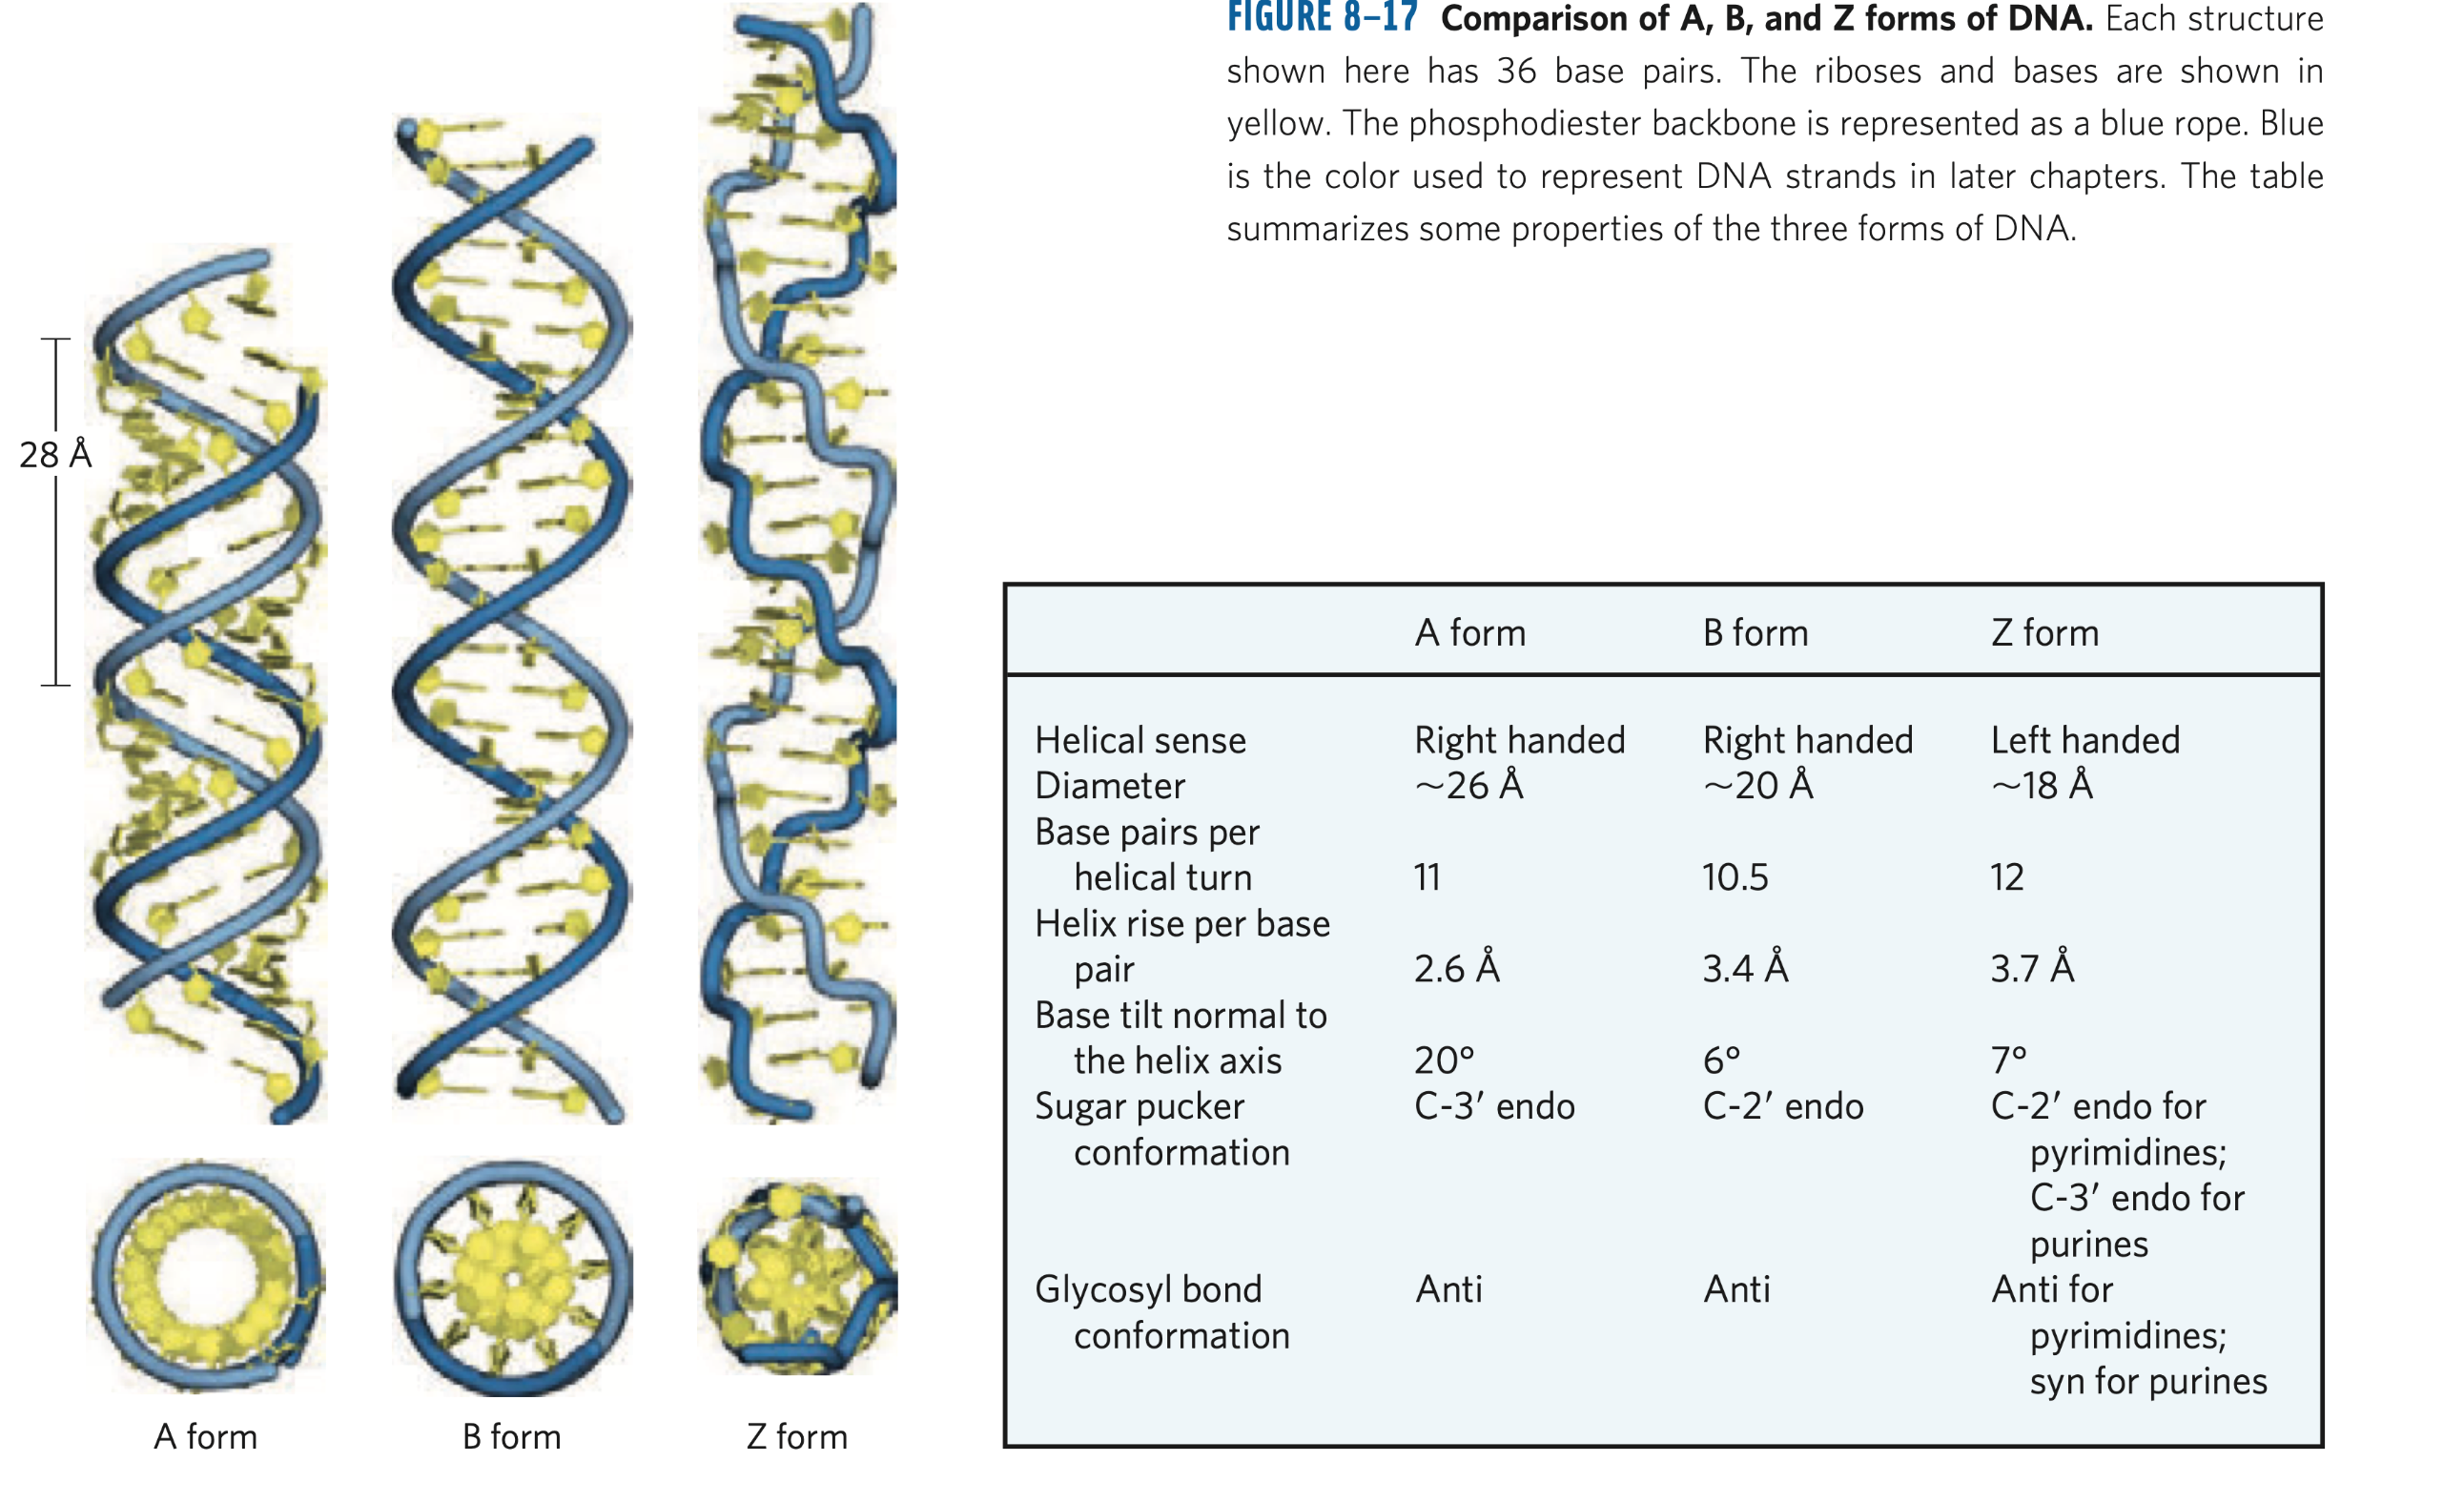 FIGURE 8–17 Comparison of A, B, and Z forms of DNA. Each structure
shown here has 36 base pairs. The riboses and bases are shown in
yellow. The phosphodiester backbone is represented as a blue rope. Blue
is the color used to represent DNA strands in later chapters. The table
summarizes some properties of the three forms of DNA.
28 Å
A form B form Z form
A form B form Z form
Helical sense Right handed Right handed Left handed
Diameter ~26 Å ~20 Å ~18 Å
Base pairs per
helical turn 11 10.5 12
Helix rise per base
pair 2.6 Å 3.4 Å 3.7 Å
Base tilt normal to
the helix axis 20° 6° 7°
Sugar pucker C-3′ endo C-2′ endo C-2′ endo for
conformation pyrimidines;
C-3′ endo for
purines
Glycosyl bond Anti Anti Anti for
conformation pyrimidines;
syn for purines